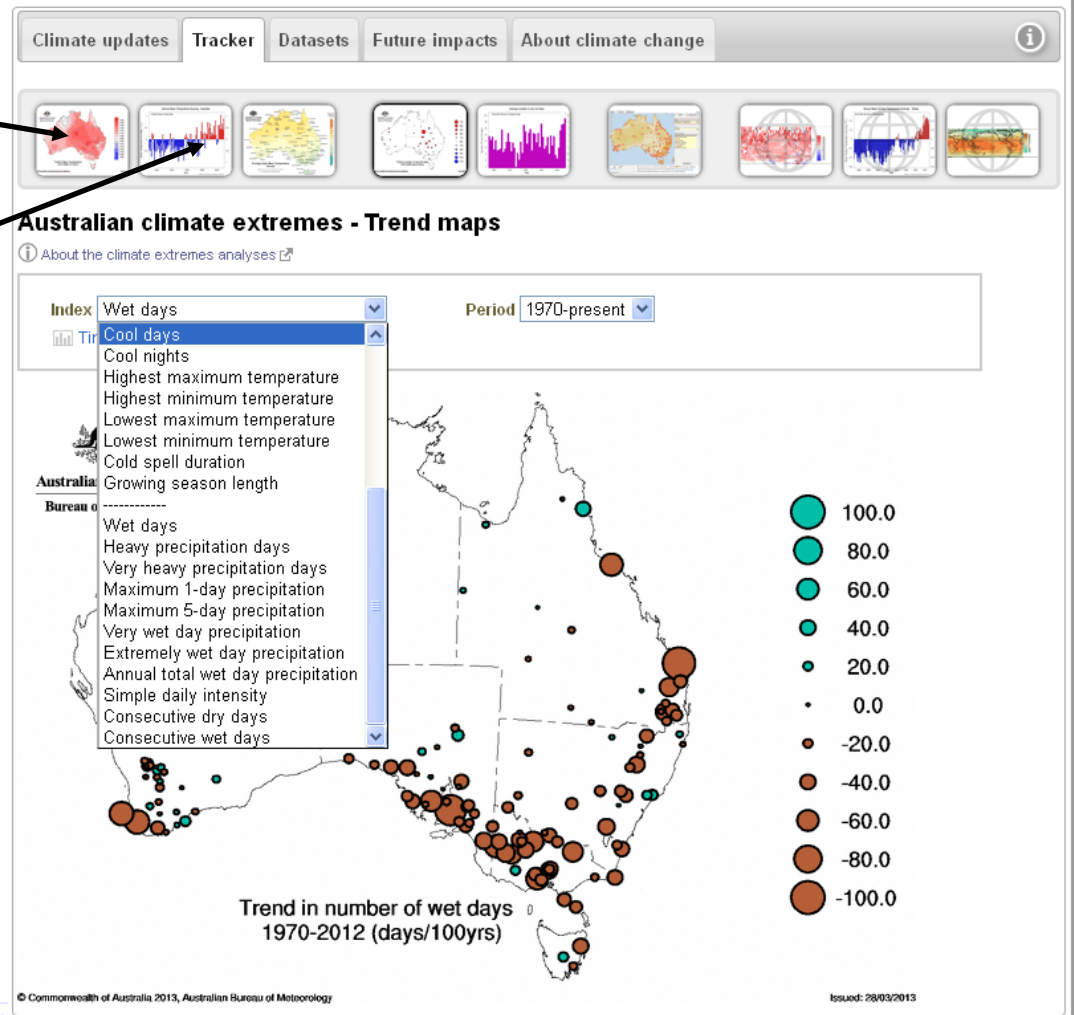 Climate updates Tracker Datasets Future impacts About climate change
Australian climate extremes - Trend maps
About the climate extremes analyses
Index Wet days Period 1970-present
Cool days
Cool nights
Highest maximum temperature
Highest minimum temperature
Lowest maximum temperature
Lowest minimum temperature
Cold spell duration
Growing season length
------------
Wet days
Heavy precipitation days
Very heavy precipitation days
Maximum 1-day precipitation
Maximum 5-day precipitation
Very wet day precipitation
Extremely wet day precipitation
Annual total wet day precipitation
Simple daily intensity
Consecutive dry days
Consecutive wet days
100.0
80.0
60.0
40.0
20.0
0.0
-20.0
-40.0
-60.0
-80.0
-100.0
Trend in number of wet days
1970-2012 (days/100yrs)
© Commonwealth of Australia 2013, Australian Bureau of Meteorology Issued: 28/03/2013